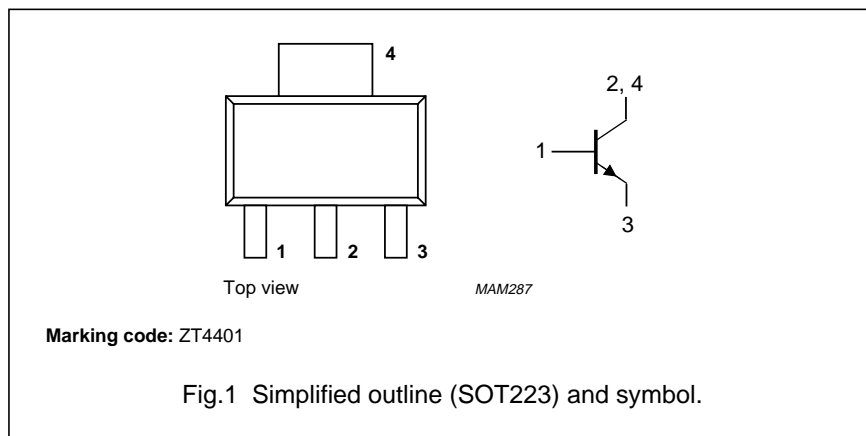 4
2, 4
1
3
1 2 3
Top view MAM287
Marking code: ZT4401
Fig.1 Simplified outline (SOT223) and symbol.